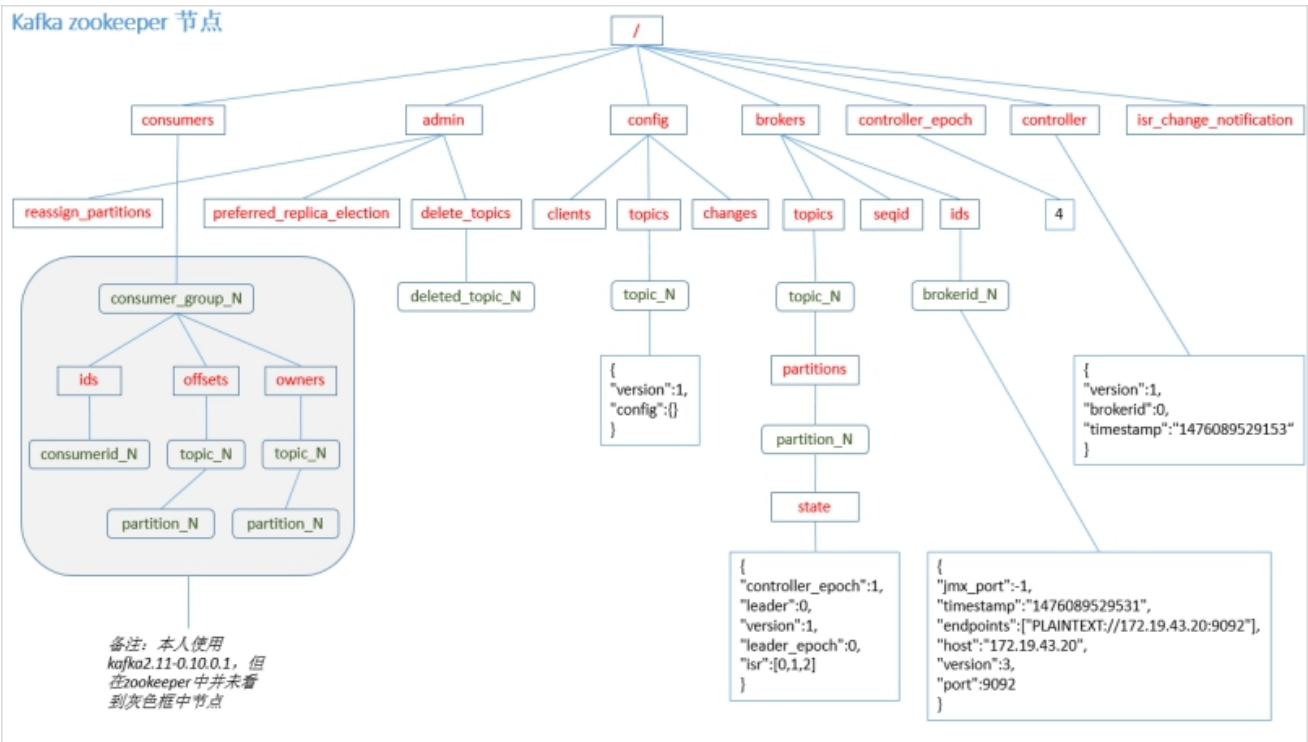 Kafka zookeeper 节点
/
consumers
admin
config
brokers
controller_epoch
controller
isr_change_notification
reassign_partitions
preferred_replica_election
delete_topics
clients
topics
changes
topics
seqid
ids
4
consumer_group_N
deleted_topic_N
topic_N
topic_N
brokerid_N
ids
offsets
owners
consumerid_N
topic_N
topic_N
partition_N
partition_N
{
"version":1,
"config":{}
}
partitions
partition_N
state
{
"version":1,
"brokerid":0,
"timestamp":"1476089529153"
}
{
"controller_epoch":1,
"leader":0,
"version":1,
"leader_epoch":0,
"isr":[0,1,2]
}
{
"jmx_port":-1,
"timestamp":"1476089529531",
"endpoints":["PLAINTEXT://172.19.43.20:9092"],
"host":"172.19.43.20",
"version":3,
"port":9092
}
备注：本人使用
kafka2.11-0.10.0.1，但
在zookeeper中并未看
到灰色框中节点